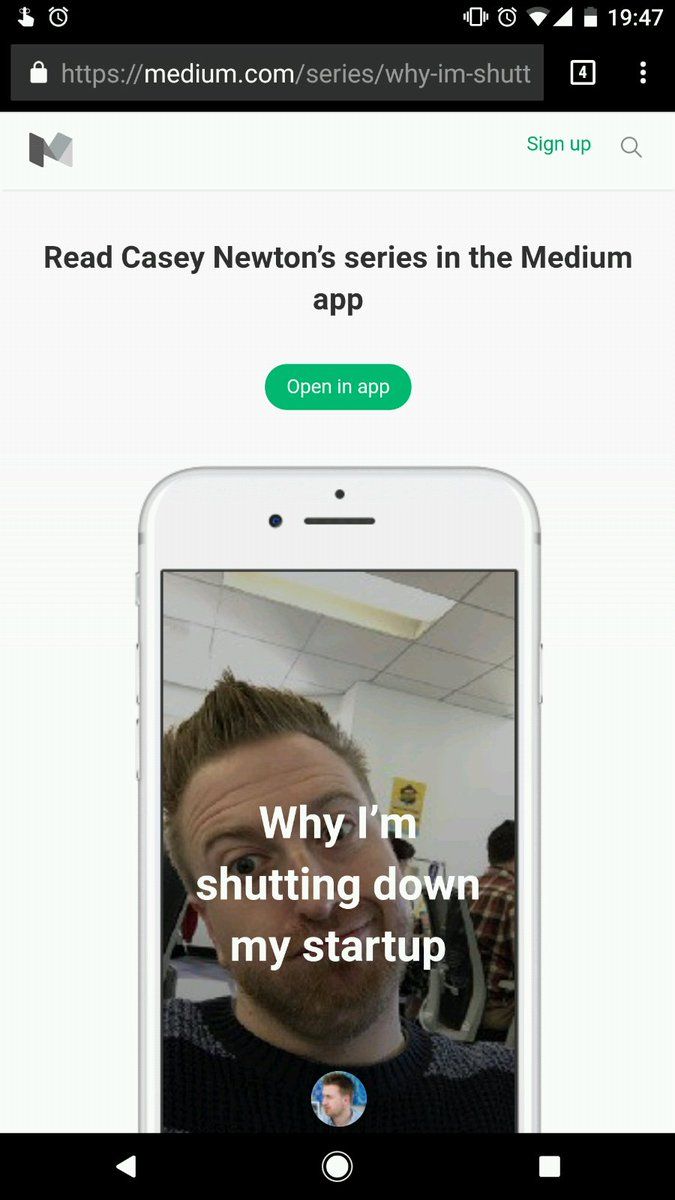 19:47
https://medium.com/series/why-im-shutt
4
Sign up
Read Casey Newton’s series in the Medium
app
Open in app
Why I’m
shutting down
my startup